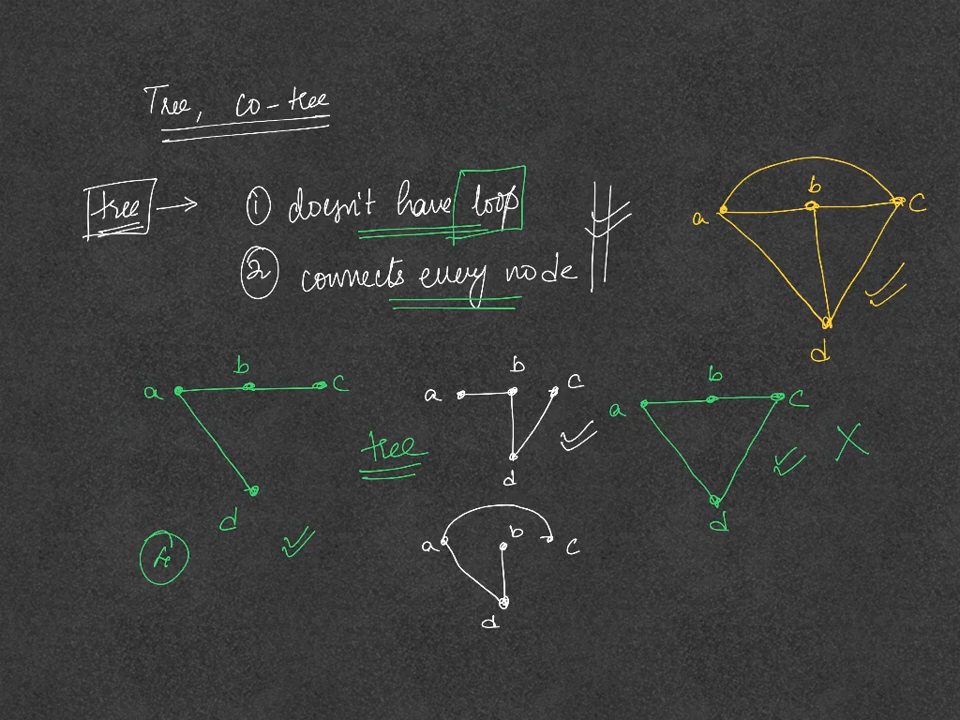 Tree, co-tree
tree → ① doesn't have loop
② connects every node
a b c d
a b c d
tree
a b c d
a b c d X
a b c d